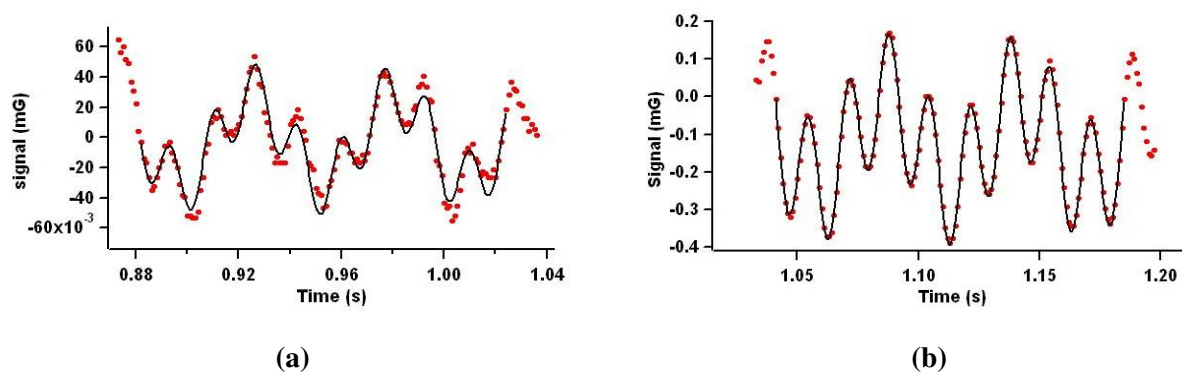 signal (mG)
60
40
20
0
-20
-40
-60x10⁻³
0.88 0.92 0.96 1.00 1.04
Time (s)
(a)
Signal (mG)
0.2
0.1
0.0
-0.1
-0.2
-0.3
-0.4
1.05 1.10 1.15 1.20
Time (s)
(b)